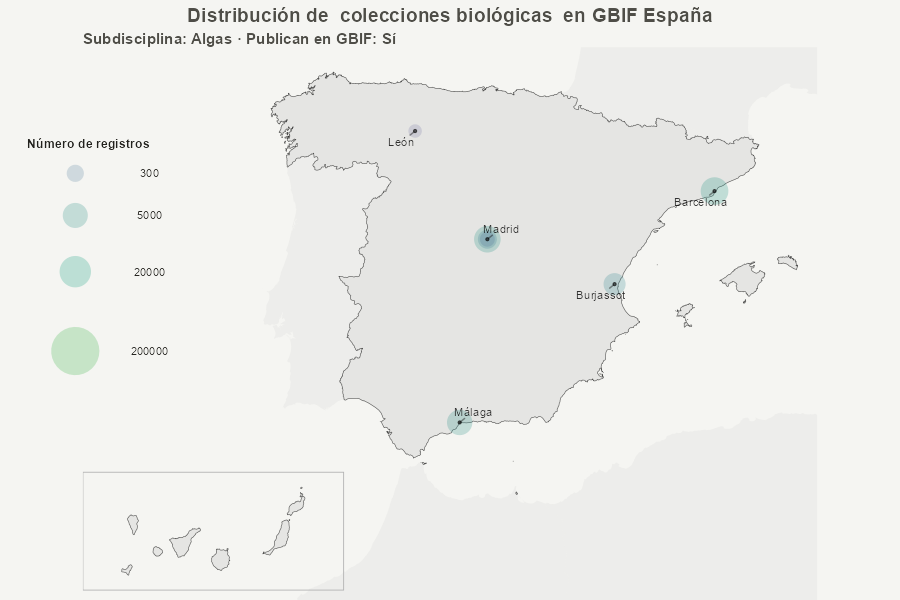 Distribución de  colecciones biológicas  en GBIF España
Subdisciplina: Algas · Publican en GBIF: Sí
Número de registros
300
5000
20000
200000
León
Barcelona
Madrid
Burjassot
Málaga